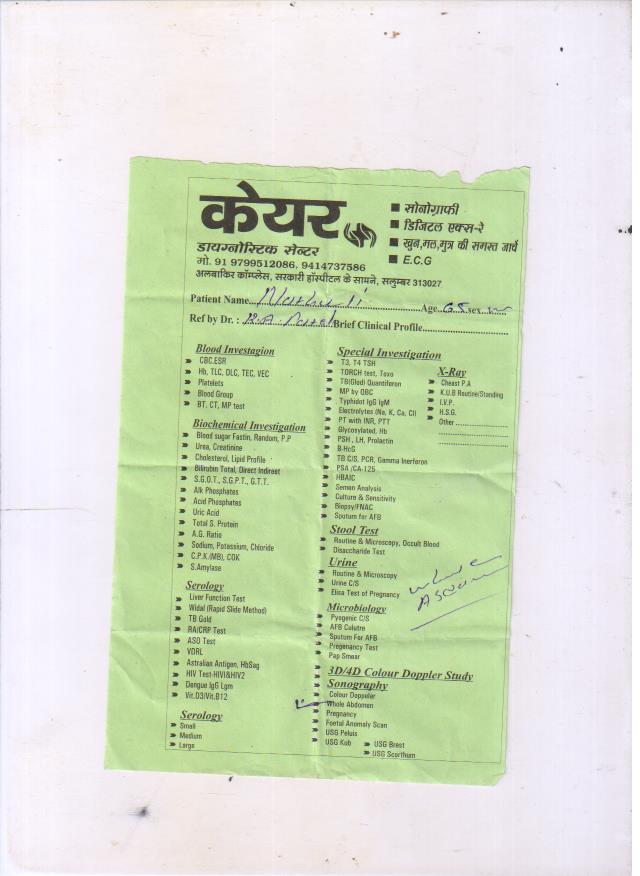 केयर
डायग्नोस्टिक सेन्टर
मो. 91 9799512086, 9414737586
अलबाकिर कॉम्प्लेस, सरकारी हॉस्पीटल के सामने, सलुम्बर 313027
■ सोनोग्राफी
■ डिजिटल एक्स-रे
■ खुन,मल,मुत्र की समस्त जाचें
■ E.C.G
Patient Name Nathu ji Age 65 sex m
Ref by Dr. : R.A Patel Brief Clinical Profile
Blood Investagion
CBC.ESR
Hb, TLC, DLC, TEC, VEC
Platelets
Blood Group
BT, CT, MP test
Biochemical Investigation
Blood sugar Fastin, Random, P.P
Urea, Creatinine
Cholesterol, Lipid Profile
Bilirubin Total, Direct Indireet
S.G.O.T., S.G.P.T., G.T.T.
Alk Phosphates
Acid Phosphates
Uric Acid
Total S. Protein
A.G. Ratio
Sodium, Potassium, Chloride
C.P.K.(MB), COK
S.Amylase
Serology
Liver Function Test
Widal (Rapid Slide Method)
TB Gold
RA/CRP Test
ASO Test
VDRL
Astralian Antigen, HbSag
HIV Test-HIVI&HIV2
Dengue IgG Lgm
Vit.D3/Vit.B12
Serology
Small
Medium
Large
Special Investigation
T3, T4 TSH
TORCH test, Toxo
TB(Glod) Quantiferon
MP by QBC
Typhidot IgG IgM
Electrolytes (Na, K, Ca, Cl)
PT with INR, PTT
Glycosylated, Hb
PSH , LH, Prolactin
B-HcG
TB C/S, PCR, Gamma Inerferon
PSA /CA-125
HBAIC
Semen Analysis
Culture & Sensitivity
Biopsy/FNAC
Sputum for AFB
X-Ray
Cheast P.A
K.U.B Routine/Standing
I.V.P.
H.S.G.
Other
Stool Test
Routine & Microscopy, Occult Blood
Disaccharide Test
Urine
Routine & Microscopy
Urine C/S
Elisa Test of Pregnancy
whole
Microbiology
Pyogenic C/S
AFB Culutre
Sputum For AFB
Pregenancy Test
Pap Smear
3D/4D Colour Doppler Study
Sonography
Colour Doppeler
Whole Abdomen
Pregnancy
Foetal Anomaly Scan
USG Peluis
USG Kub
USG Brest
USG Scorthum